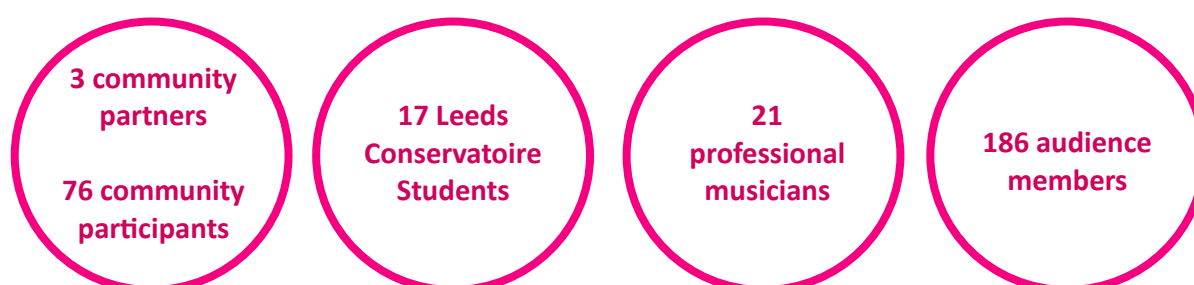 3 community
partners
76 community
participants
17 Leeds
Conservatoire
Students
21
professional
musicians
186 audience
members